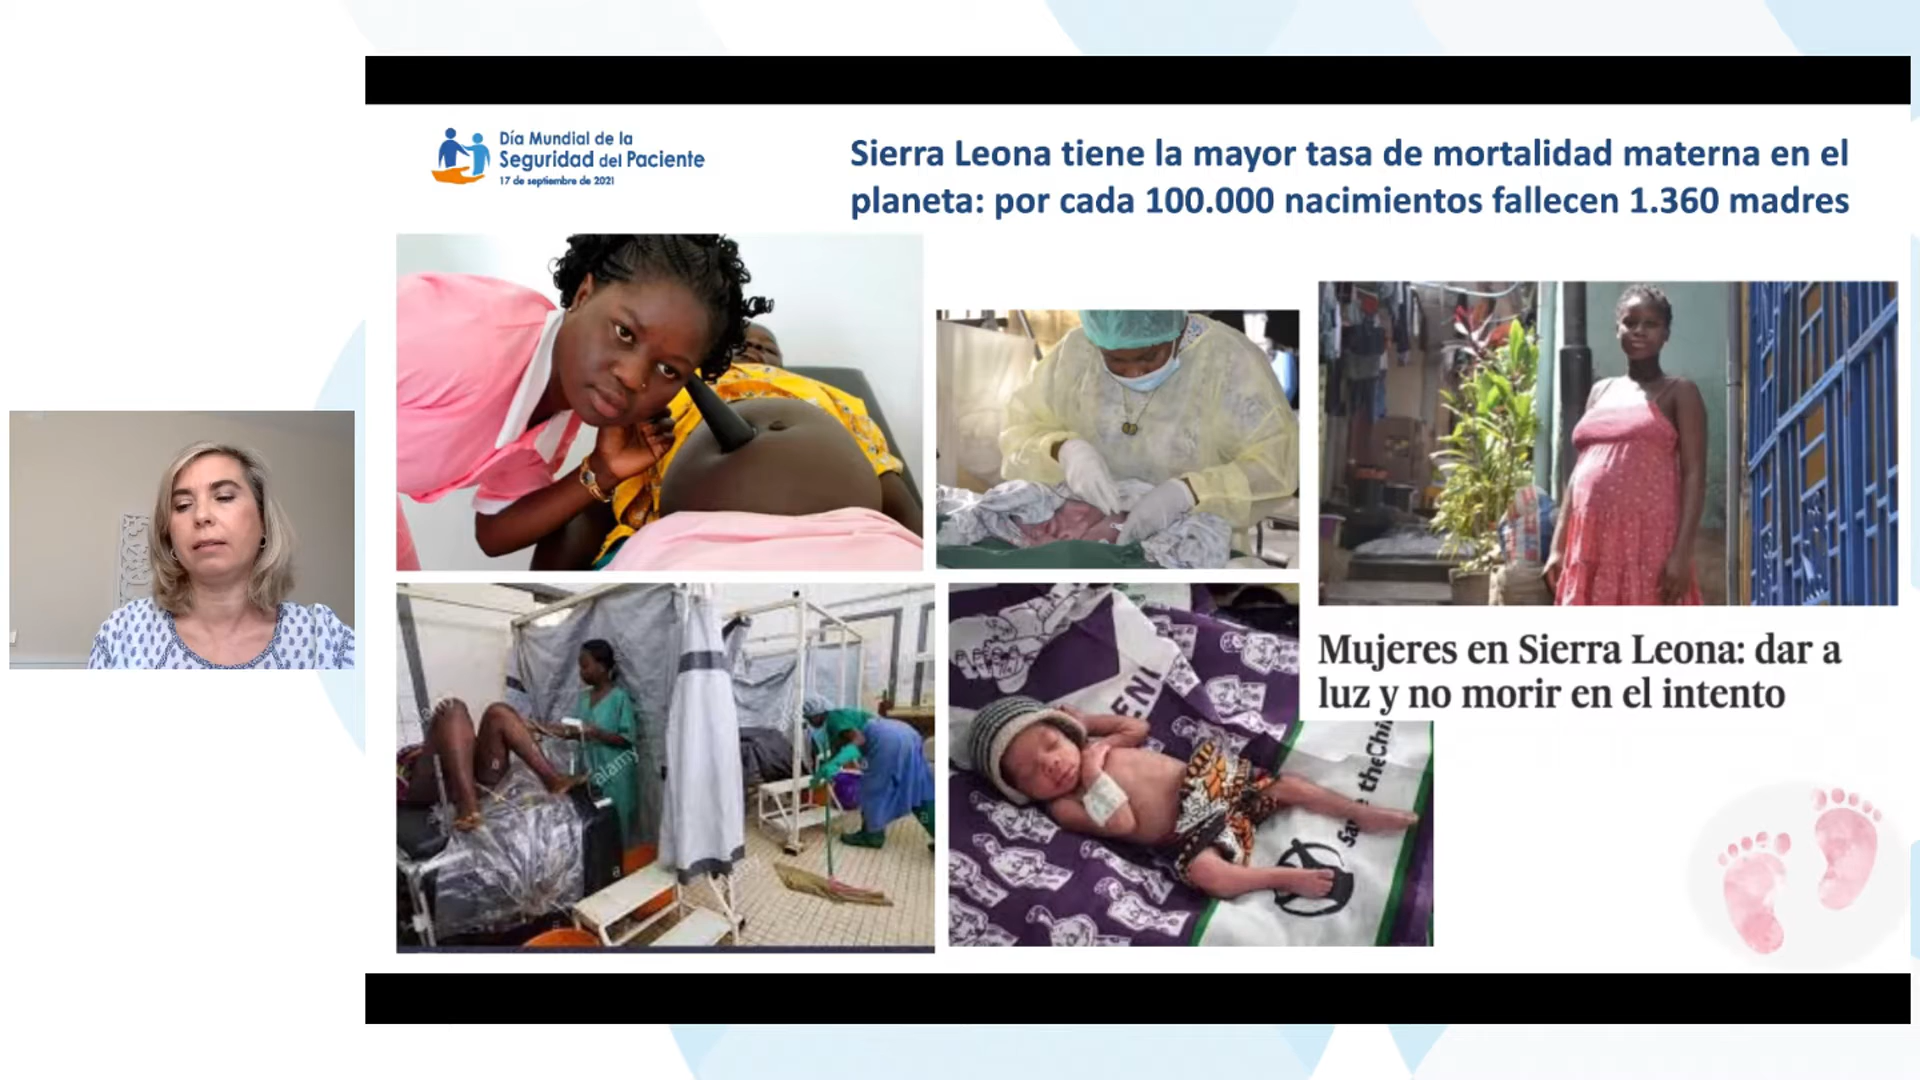 Día Mundial de la
Seguridad del Paciente
17 de septiembre de 2021
Sierra Leona tiene la mayor tasa de mortalidad materna en el
planeta: por cada 100.000 nacimientos fallecen 1.360 madres
Mujeres en Sierra Leona: dar a
luz y no morir en el intento
alamy